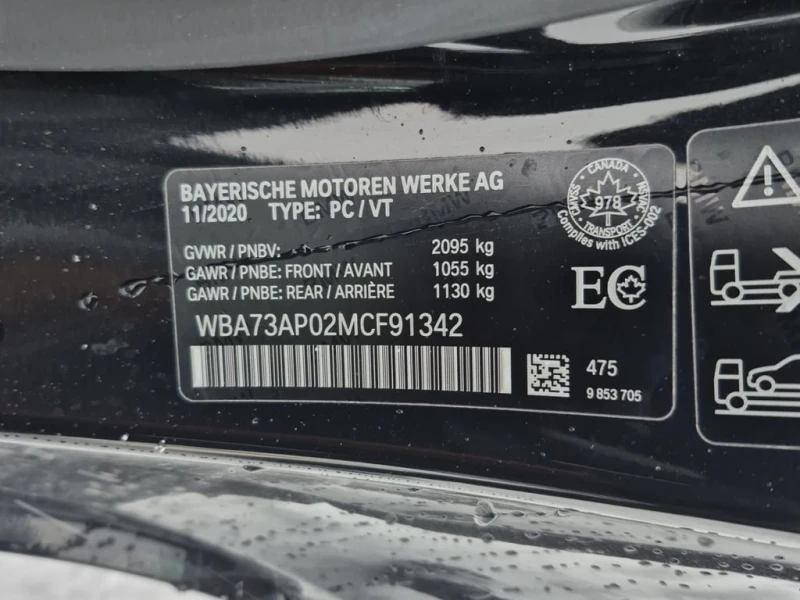 BAYERISCHE MOTOREN WERKE AG
11/2020 TYPE: PC / VT
GVWR / PNBV: 2095 kg
GAWR / PNBE: FRONT / AVANT 1055 kg
GAWR / PNBE: REAR / ARRIÈRE 1130 kg
WBA73AP02MCF91342
CANADA
978
TRANSPORT
Complies with ICES-002
EC
475
9 853 705